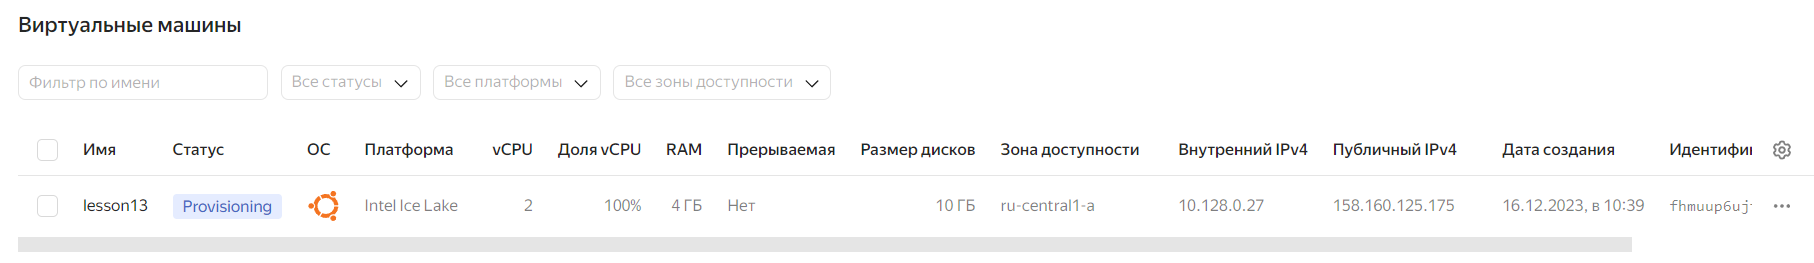 Виртуальные машины
Фильтр по имени Все статусы Все платформы Все зоны доступности
Имя Статус ОС Платформа vCPU Доля vCPU RAM Прерываемая Размер дисков Зона доступности Внутренний IPv4 Публичный IPv4 Дата создания
lesson13 Provisioning Intel Ice Lake 2 100% 4 ГБ Нет 10 ГБ ru-central1-a 10.128.0.27 158.160.125.175 16.12.2023, в 10:39